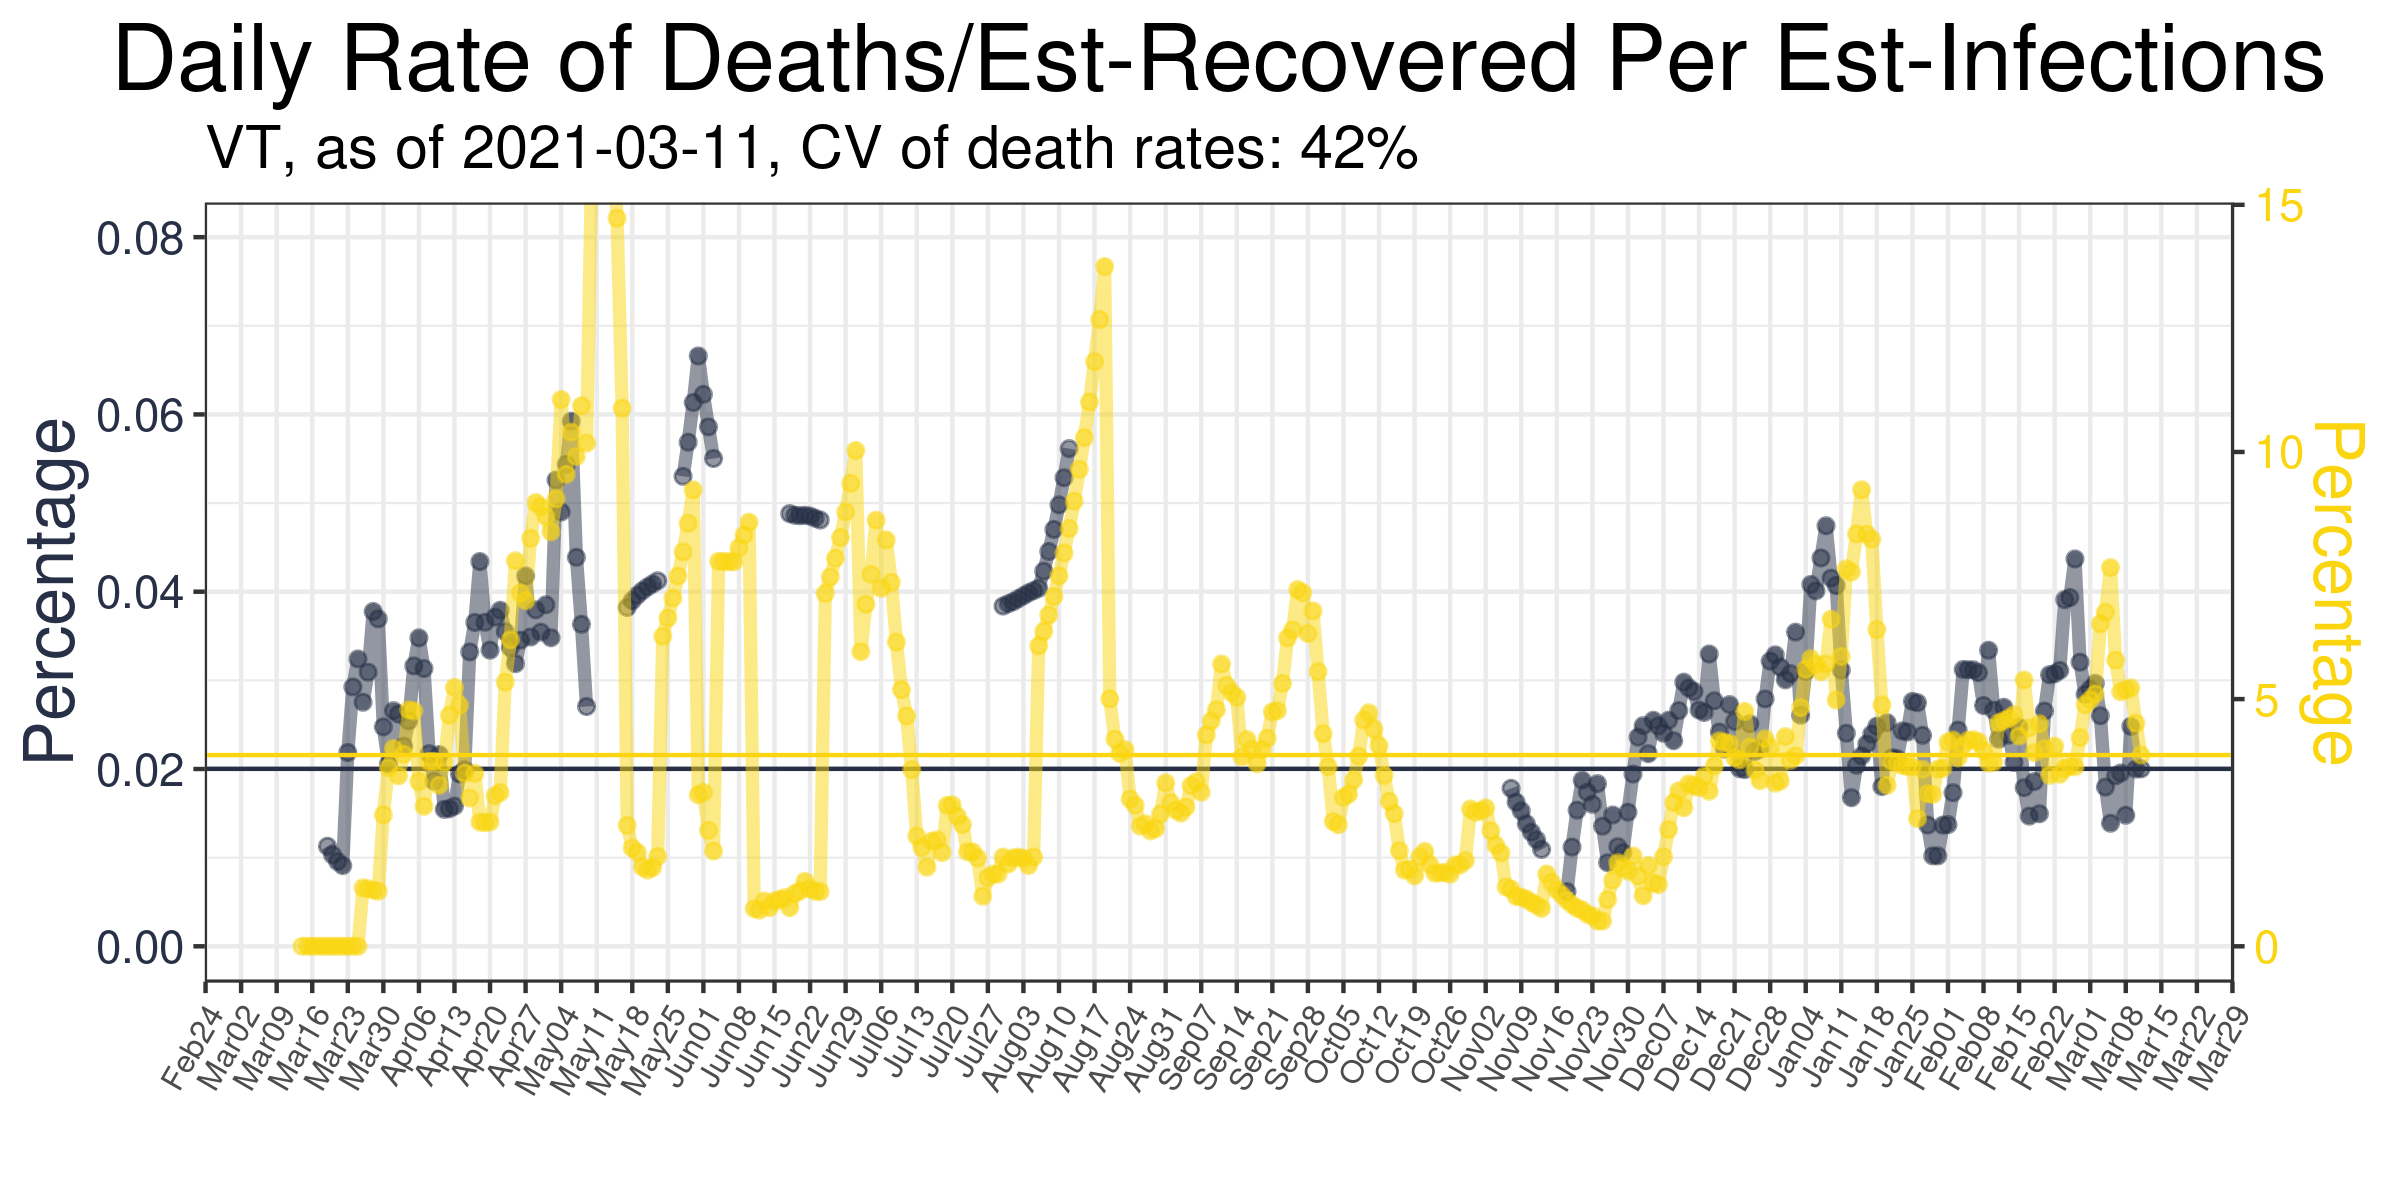 Daily Rate of Deaths/Est-Recovered Per Est-Infections
VT, as of 2021-03-11, CV of death rates: 42%
Percentage
0.08
0.06
0.04
0.02
0.00
15
10
5
0
Percentage
Feb24
Mar02
Mar09
Mar16
Mar23
Mar30
Apr06
Apr13
Apr20
Apr27
May04
May11
May18
May25
Jun01
Jun08
Jun15
Jun22
Jun29
Jul06
Jul13
Jul20
Jul27
Aug03
Aug10
Aug17
Aug24
Aug31
Sep07
Sep14
Sep21
Sep28
Oct05
Oct12
Oct19
Oct26
Nov02
Nov09
Nov16
Nov23
Nov30
Dec07
Dec14
Dec21
Dec28
Jan04
Jan11
Jan18
Jan25
Feb01
Feb08
Feb15
Feb22
Mar01
Mar08
Mar15
Mar22
Mar29